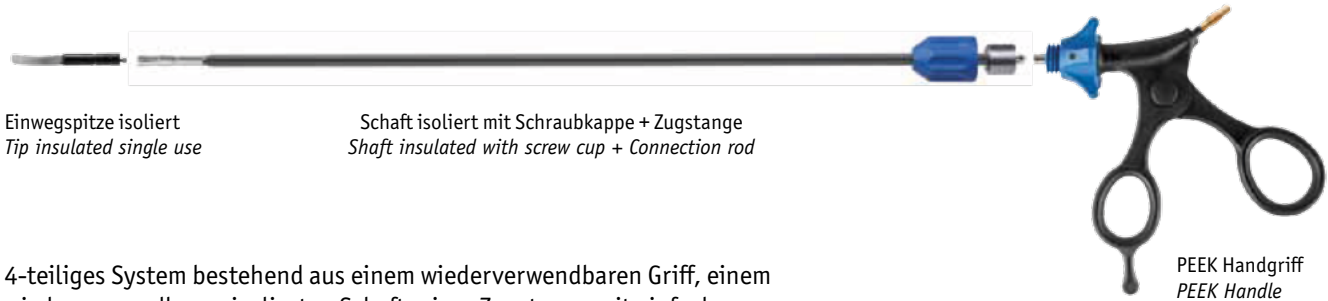 Einwegspitze isoliert
Tip insulated single use
Schaft isoliert mit Schraubkappe + Zugstange
Shaft insulated with screw cup + Connection rod
PEEK Handgriff
PEEK Handle
4-teiliges System bestehend aus einem wiederverwendbaren Griff, einem